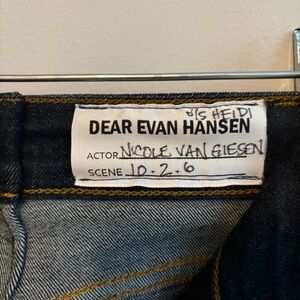 U/S HEIDI
DEAR EVAN HANSEN
ACTOR NICOLE VAN GIESEN
SCENE 10.2.6